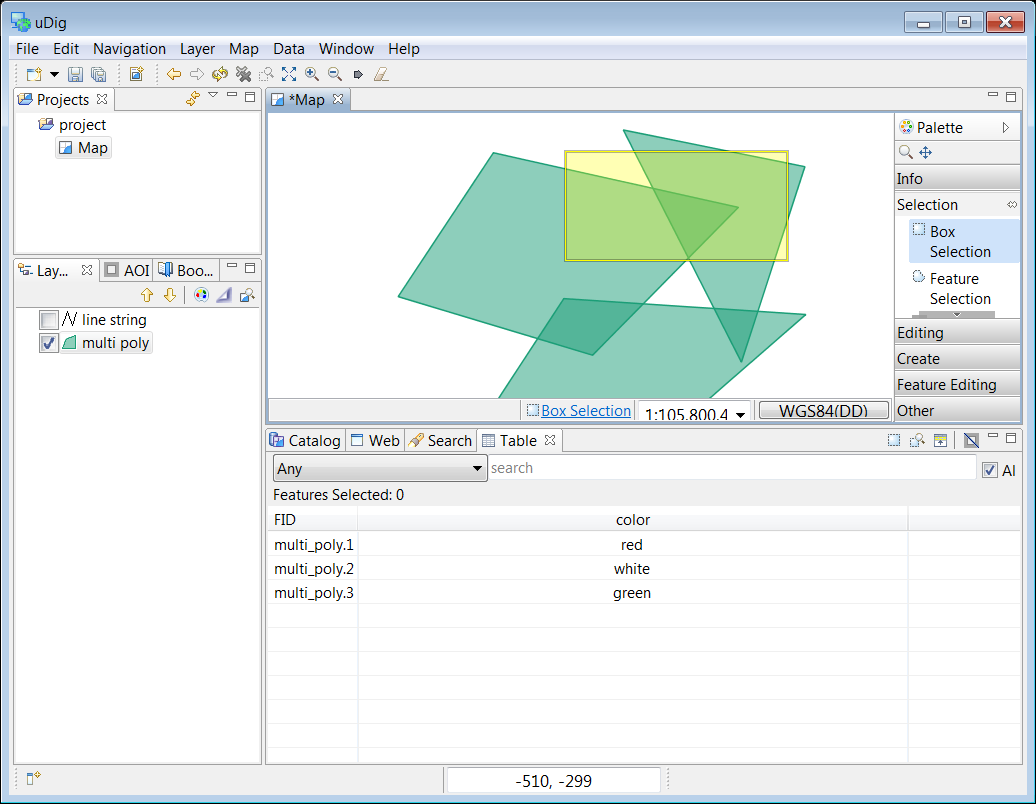 uDig
File Edit Navigation Layer Map Data Window Help
Projects
project
Map
Lay... AOI Boo...
line string
multi poly
*Map
Palette
Info
Selection
Box
Selection
Feature
Selection
Editing
Create
Feature Editing
Other
Box Selection 1:105,800,4 WGS84(DD)
Catalog Web Search Table
Any search Al
Features Selected: 0
FID color
multi_poly.1 red
multi_poly.2 white
multi_poly.3 green
-510, -299